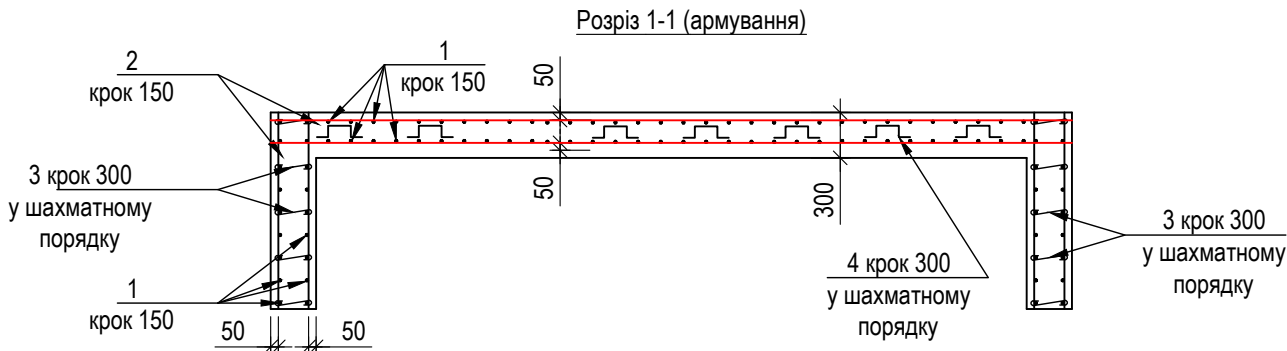 Розріз 1-1 (армування)
2
крок 150
1
крок 150
50
50
300
3 крок 300
у шахматному
порядку
1
крок 150
50
50
4 крок 300
у шахматному
порядку
3 крок 300
у шахматному
порядку